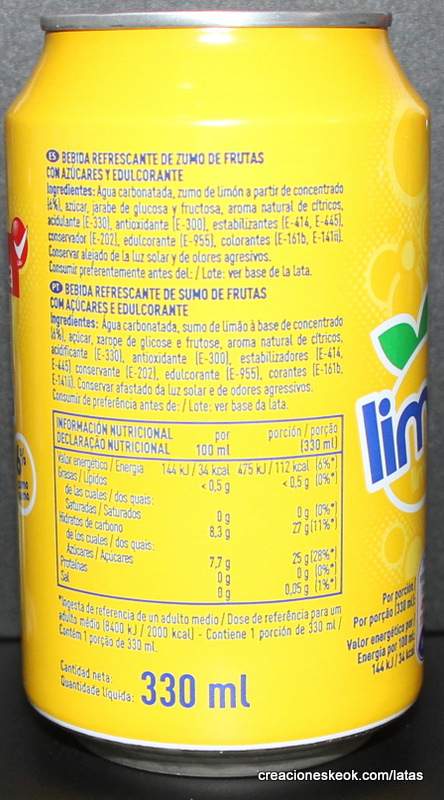 ES BEBIDA REFRESCANTE DE ZUMO DE FRUTAS
CON AZÚCARES Y EDULCORANTE
Ingredientes: Agua carbonatada, zumo de limón a partir de concentrado
(6%), azúcar, jarabe de glucosa y fructosa, aroma natural de cítricos,
acidulante (E-330), antioxidante (E-300), estabilizantes (E-414, E-445),
conservador (E-202), edulcorante (E-955), colorantes (E-161b, E-141ii).
Conservar alejado de la luz solar y de olores agresivos.
Consumir preferentemente antes del: / Lote: ver base de la lata.
PT BEBIDA REFRESCANTE DE SUMO DE FRUTAS
COM AÇÚCARES E EDULCORANTE
Ingredientes: Água carbonatada, sumo de limão à base de concentrado
(6%), açúcar, xarope de glicose e frutose, aroma natural de cítricos,
acidificante (E-330), antioxidante (E-300), estabilizadores (E-414,
E-445) conservante (E-202), edulcorante (E-955), corantes (E-161b,
E-141ii). Conservar afastado da luz solar e de odores agressivos.
Consumir de preferência antes de: / Lote: ver base da lata.
INFORMACIÓN NUTRICIONAL por porción / porção
DECLARAÇÃO NUTRICIONAL 100 ml (330 ml)
Valor energético / Energia 144 kJ / 34 kcal 475 kJ / 112 kcal (6%*)
Grasas / Lípidos <0,5 g <0,5 g (0%*)
de las cuales / dos quais:
Saturadas / Saturados 0 g 0 g (0%*)
Hidratos de carbono 8,3 g 27 g (11%*)
de los cuales / dos quais:
Azúcares / Açúcares 7,7 g 25 g (28%*)
Proteínas 0 g 0 g (0%*)
Sal 0 g 0,05 g (1%*)
*Ingesta de referencia de un adulto medio / Dose de referência para um
adulto médio (8400 kJ / 2000 kcal) - Contiene 1 porción de 330 ml /
Contém 1 porção de 330 ml.
Cantidad neta:
Quantidade líquida: 330 ml
lim
Por porción
Por porção (330 ml
Valor energético por
Energia por 100 ml
144 kJ / 34 kcal
creacioneskeok.com/latas